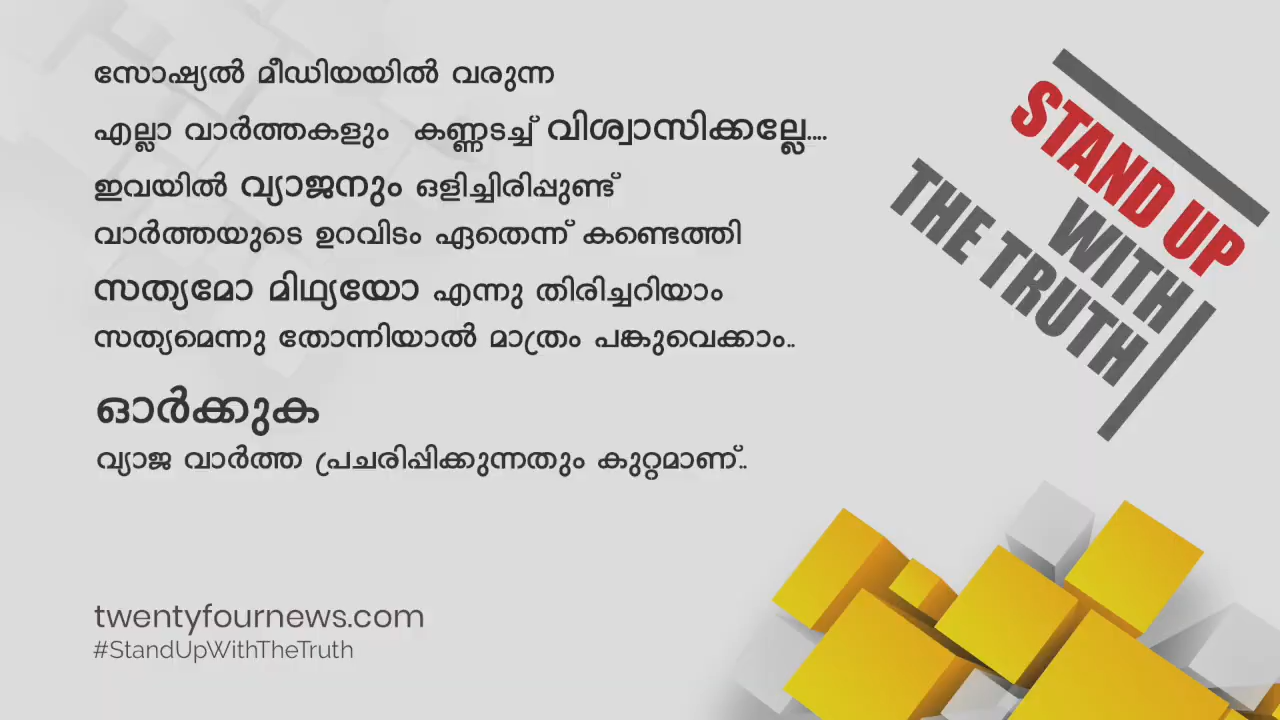 സോഷ്യൽ മീഡിയയിൽ വരുന്ന
എല്ലാ വാർത്തകളും കണ്ണടച്ച് വിശ്വാസിക്കല്ലേ....
ഇവയിൽ വ്യാജനും ഒളിച്ചിരിപ്പുണ്ട്
വാർത്തയുടെ ഉറവിടം ഏതെന്ന് കണ്ടെത്തി
സത്യമോ മിഥ്യയോ എന്നു തിരിച്ചറിയാം
സത്യമെന്നു തോന്നിയാൽ മാത്രം പങ്കുവെക്കാം..
ഓർക്കുക
വ്യാജ വാർത്ത പ്രചരിപ്പിക്കുന്നതും കുറ്റമാണ്..
twentyfournews.com
#StandUpWithTheTruth
STAND UP
WITH
THE TRUTH